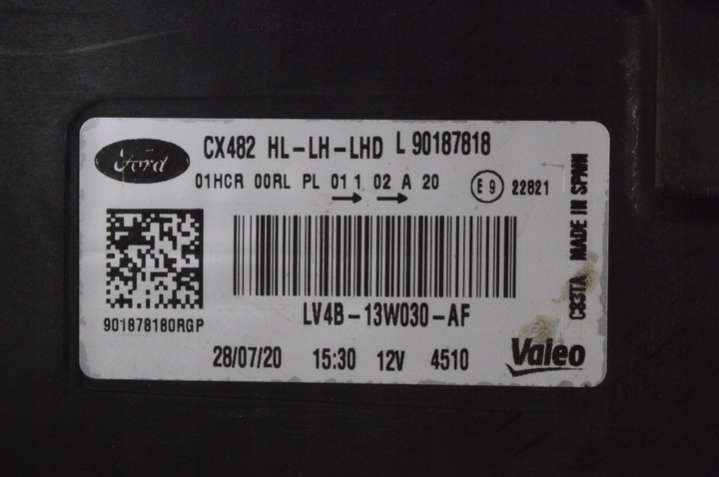 Ford
CX482 HL-LH-LHD L 90187818
01HCR 00RL PL 01 1 02 A 20 E 9 22821
901878180RGP
LV4B-13W030-AF
28/07/20 15:30 12V 4510 Valeo
C83TA MADE IN SPAIN